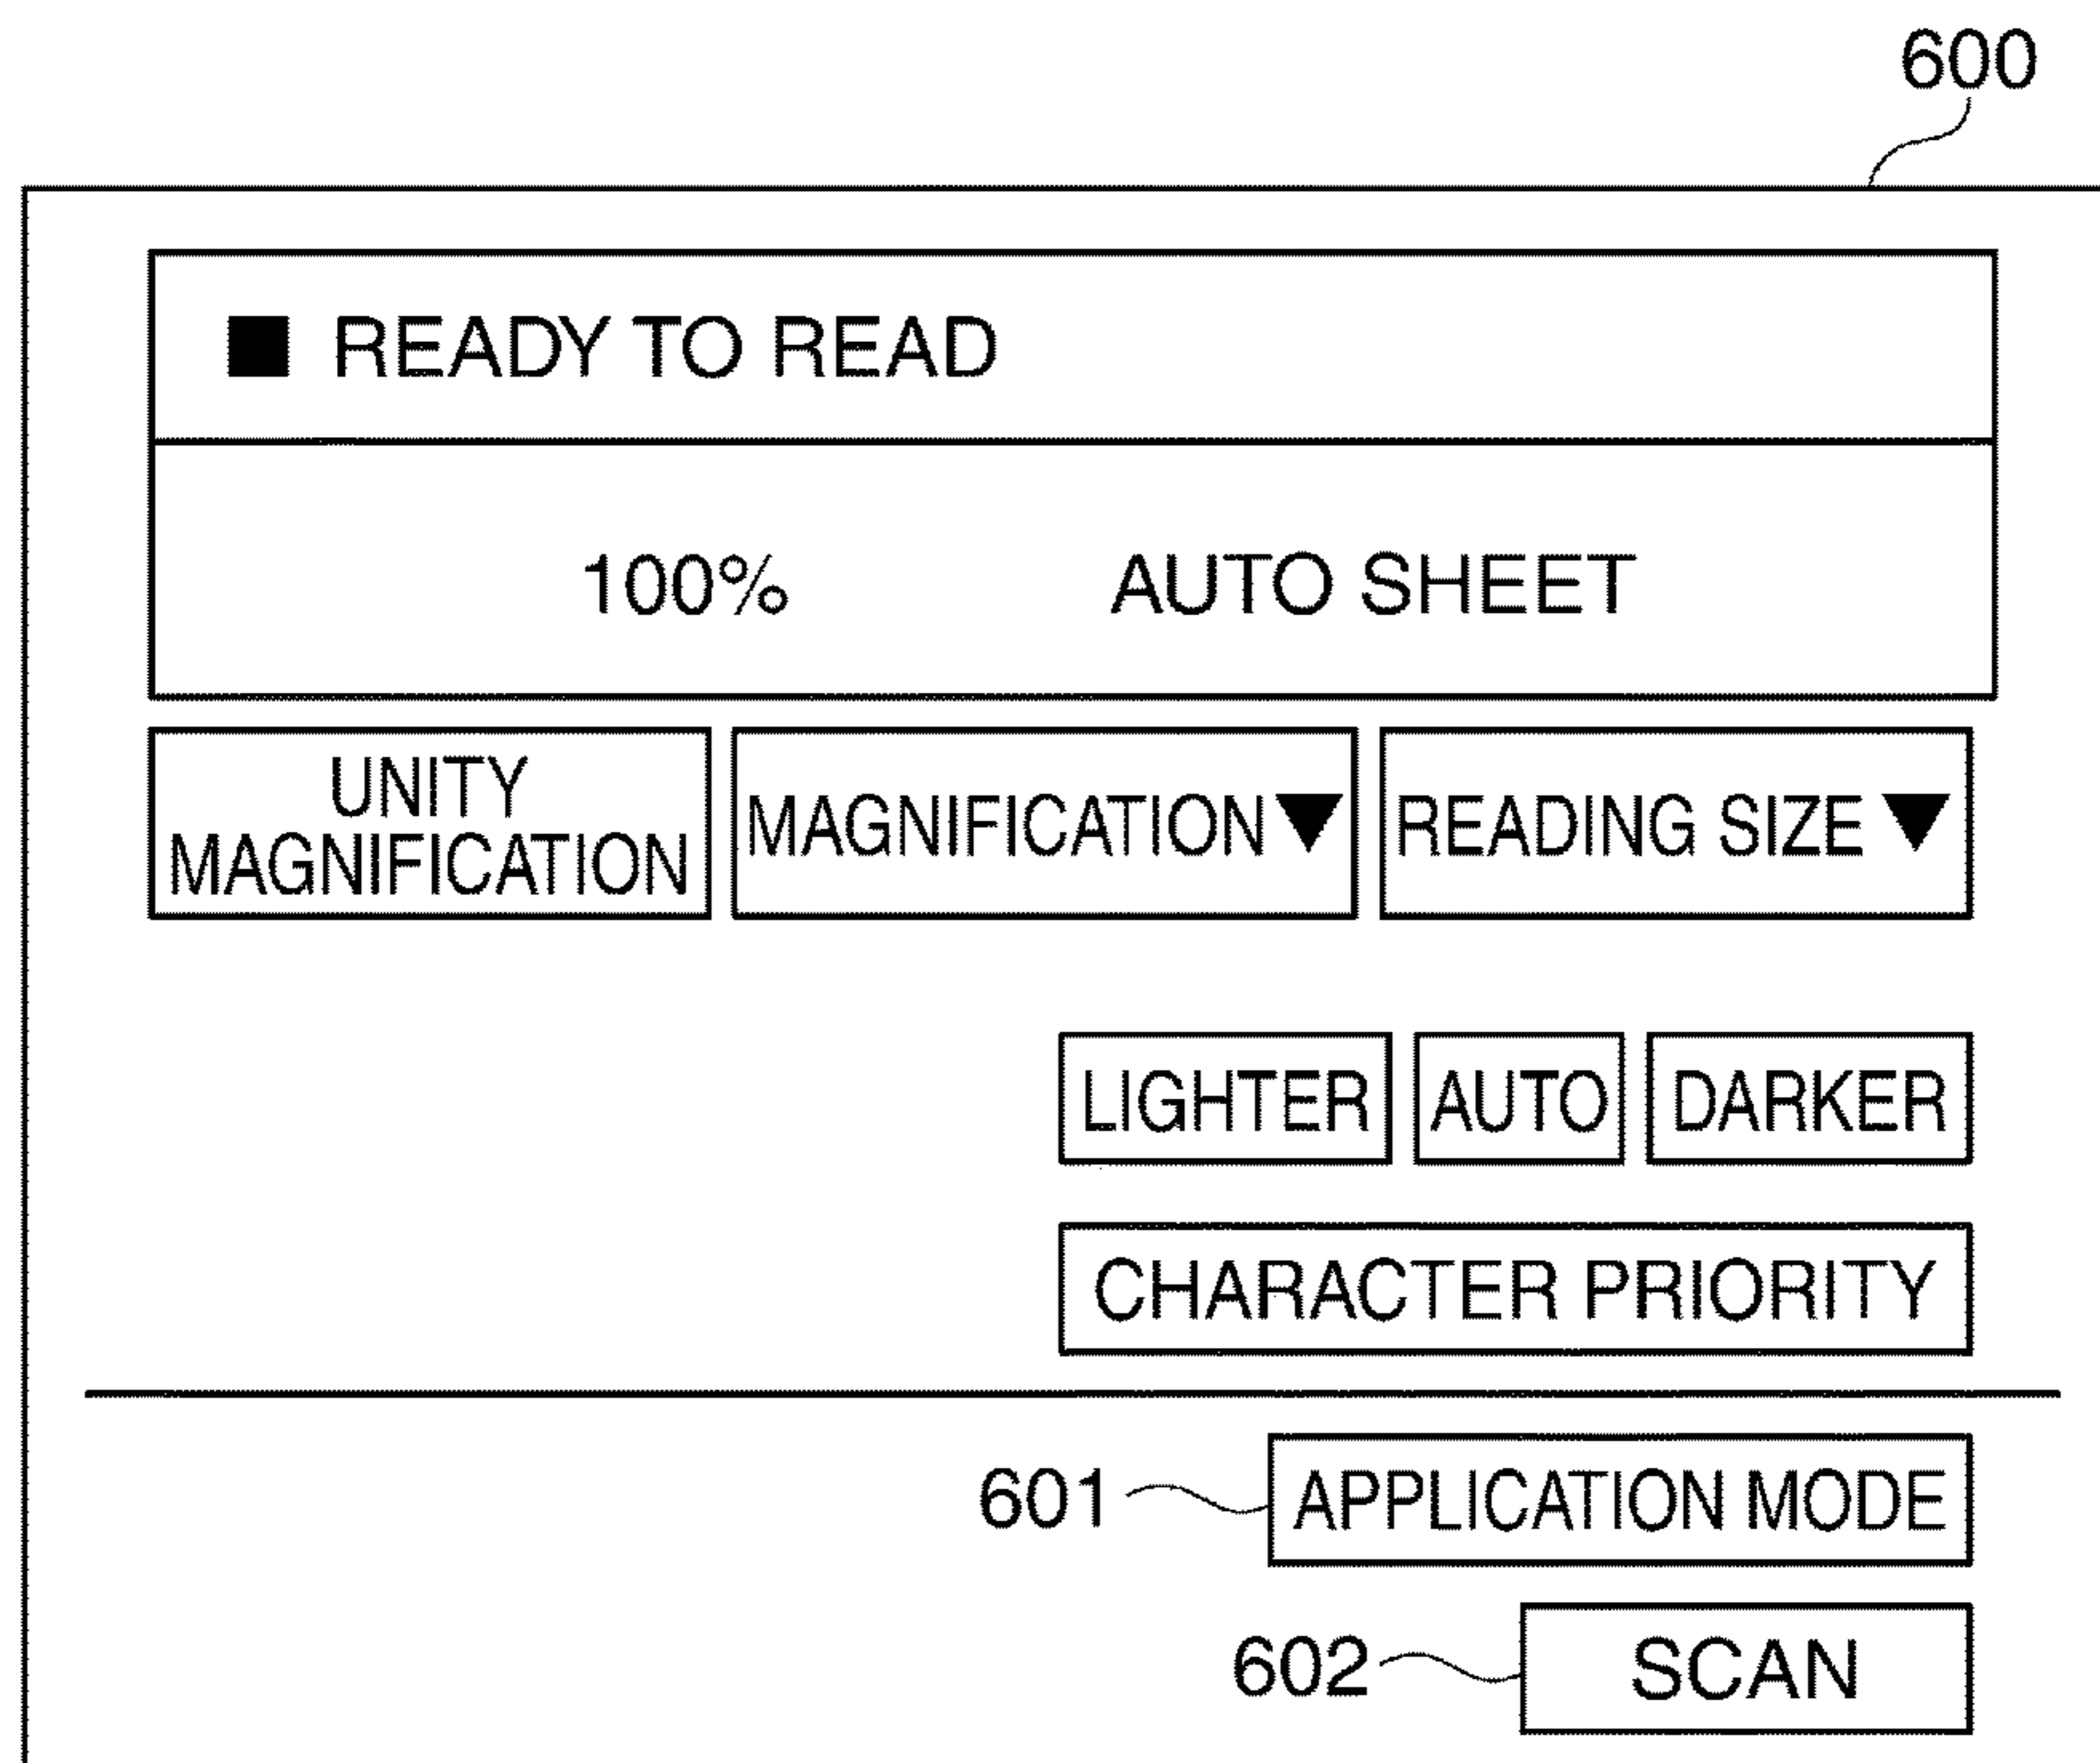 600
■ READY TO READ
100% AUTO SHEET
UNITY
MAGNIFICATION
MAGNIFICATION▼
READING SIZE ▼
LIGHTER
AUTO
DARKER
CHARACTER PRIORITY
601
APPLICATION MODE
602
SCAN